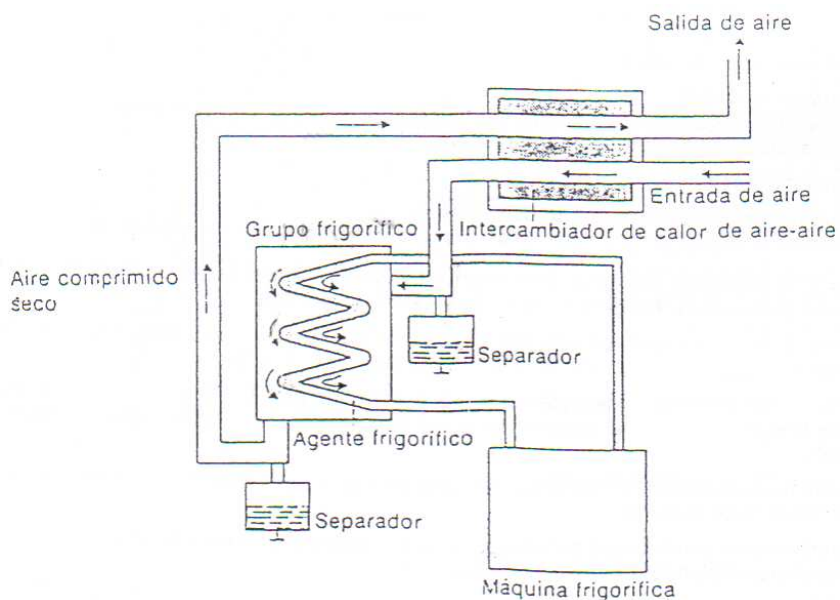 Salida de aire
Entrada de aire
Intercambiador de calor de aire-aire
Grupo frigorífico
Aire comprimido
seco
Separador
Agente frigorífico
Separador
Máquina frigorífica